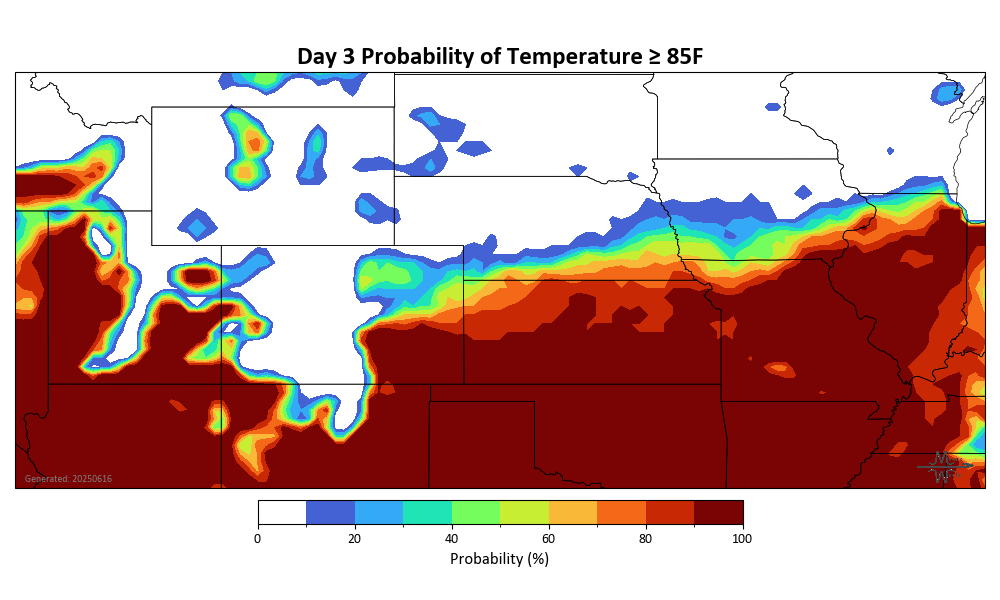 Day 3 Probability of Temperature ≥ 85F
Generated: 20250616
0 20 40 60 80 100
Probability (%)